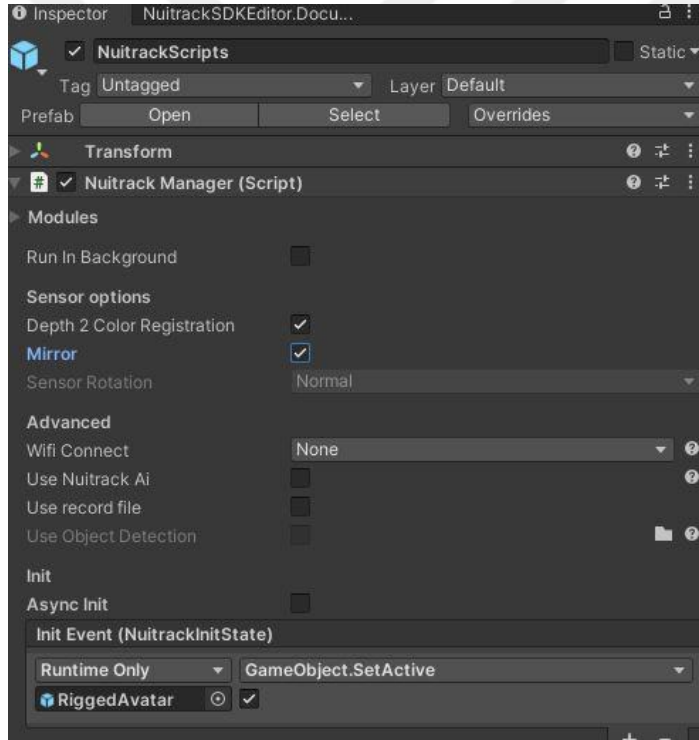 Inspector NuitrackSDKEditor.Docu...
NuitrackScripts Static
Tag Untagged Layer Default
Prefab Open Select Overrides
Transform
# Nuitrack Manager (Script)
Modules
Run In Background
Sensor options
Depth 2 Color Registration
Mirror
Sensor Rotation Normal
Advanced
Wifi Connect None
Use Nuitrack Ai
Use record file
Use Object Detection
Init
Async Init
Init Event (NuitrackInitState)
Runtime Only GameObject.SetActive
RiggedAvatar